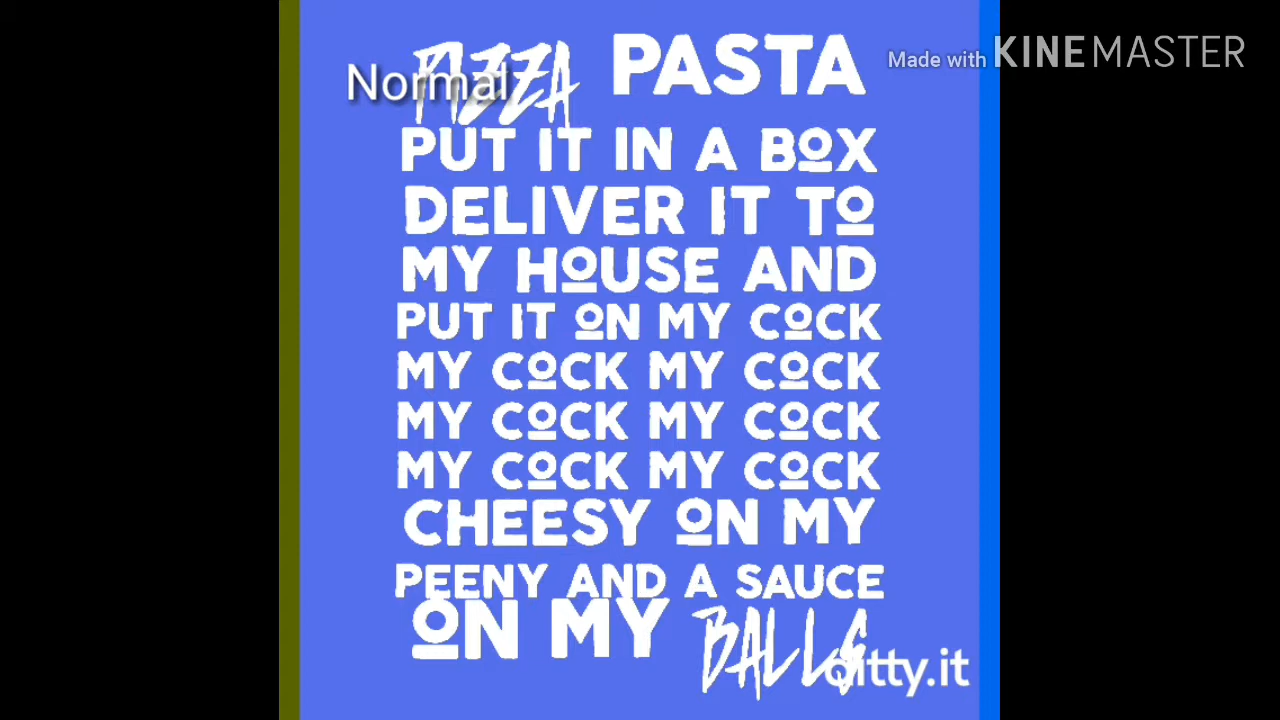 PIZZA PASTA
Normal
Made with KINEMASTER
PUT IT IN A BOX
DELIVER IT TO
MY HOUSE AND
PUT IT ON MY COCK
MY COCK MY COCK
MY COCK MY COCK
MY COCK MY COCK
CHEESY ON MY
PEENY AND A SAUCE
ON MY BALLS
ditty.it